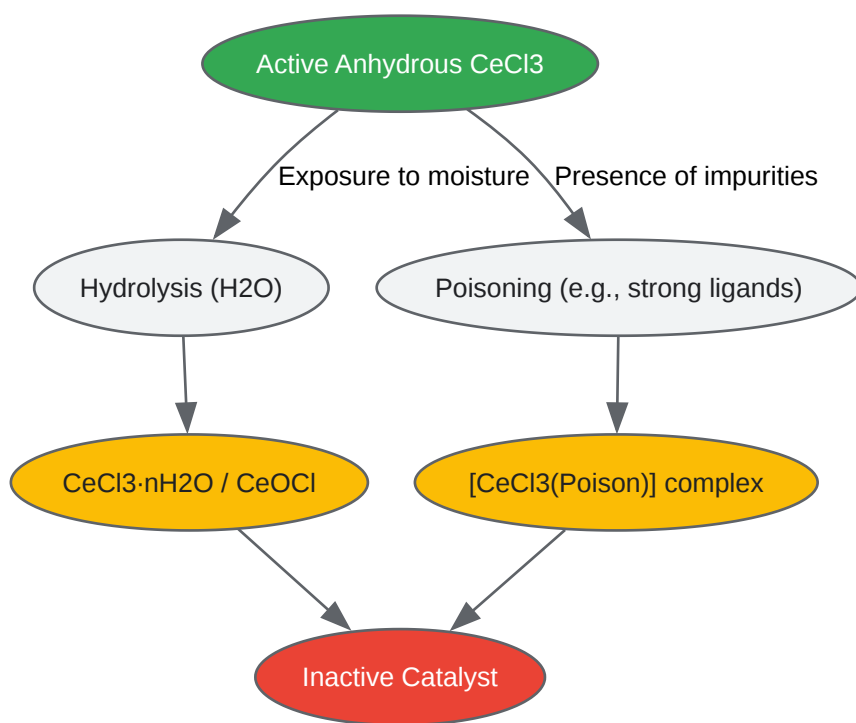 Active Anhydrous CeCl3
Exposure to moisture
Presence of impurities
Hydrolysis (H2O)
Poisoning (e.g., strong ligands)
CeCl3·nH2O / CeOCl
[CeCl3(Poison)] complex
Inactive Catalyst